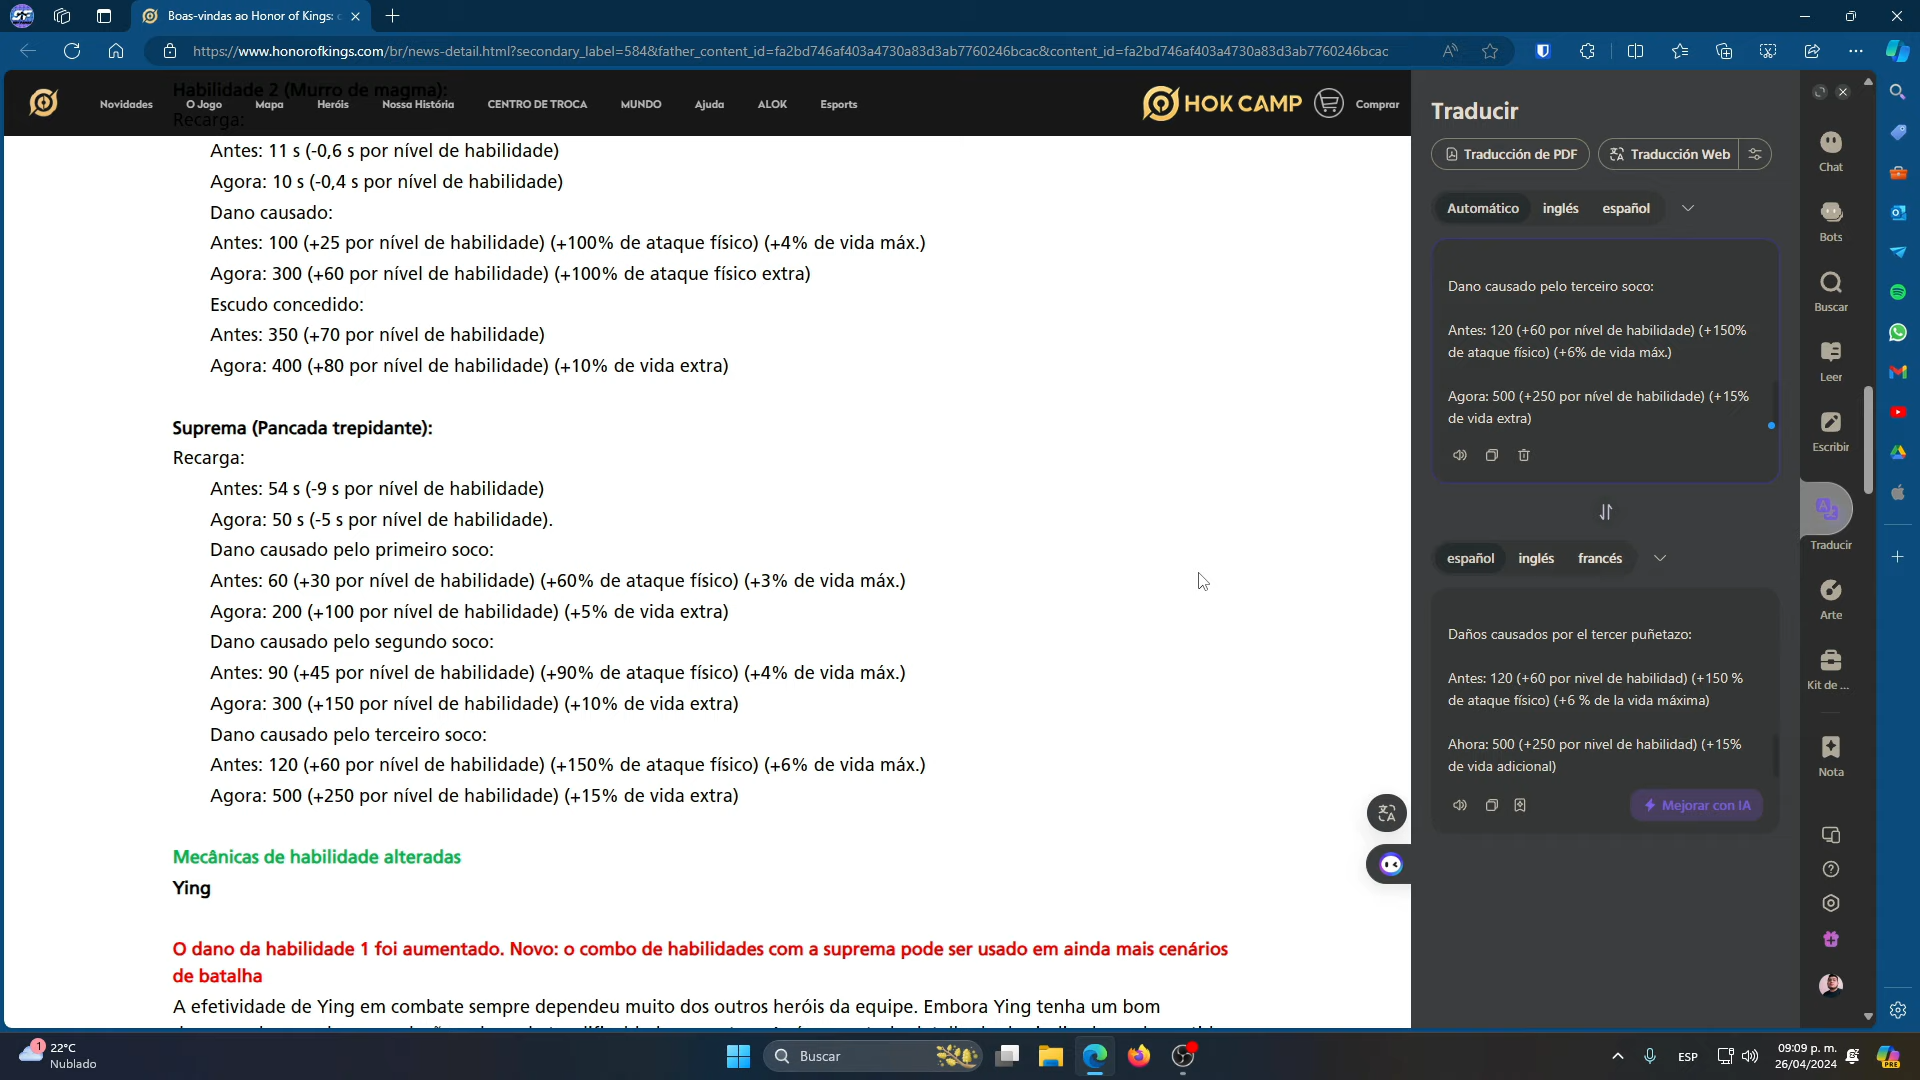 Boas-vindas ao Honor of Kings:
https://www.honorofkings.com/br/news-detail.html?secondary_label=584&father_content_id=fa2bd746af403a4730a83d3ab7760246bcac&content_id=fa2bd746af403a4730a83d3ab7760246bcac
Habilidade 2 (Murro de magma):
Novidades O Jogo Mapa Heróis Nossa História CENTRO DE TROCA MUNDO Ajuda ALOK Esports HOK CAMP Comprar
Recarga:
Antes: 11 s (-0,6 s por nível de habilidade)
Agora: 10 s (-0,4 s por nível de habilidade)
Dano causado:
Antes: 100 (+25 por nível de habilidade) (+100% de ataque físico) (+4% de vida máx.)
Agora: 300 (+60 por nível de habilidade) (+100% de ataque físico extra)
Escudo concedido:
Antes: 350 (+70 por nível de habilidade)
Agora: 400 (+80 por nível de habilidade) (+10% de vida extra)
Suprema (Pancada trepidante):
Recarga:
Antes: 54 s (-9 s por nível de habilidade)
Agora: 50 s (-5 s por nível de habilidade).
Dano causado pelo primeiro soco:
Antes: 60 (+30 por nível de habilidade) (+60% de ataque físico) (+3% de vida máx.)
Agora: 200 (+100 por nível de habilidade) (+5% de vida extra)
Dano causado pelo segundo soco:
Antes: 90 (+45 por nível de habilidade) (+90% de ataque físico) (+4% de vida máx.)
Agora: 300 (+150 por nível de habilidade) (+10% de vida extra)
Dano causado pelo terceiro soco:
Antes: 120 (+60 por nível de habilidade) (+150% de ataque físico) (+6% de vida máx.)
Agora: 500 (+250 por nível de habilidade) (+15% de vida extra)
Mecânicas de habilidade alteradas
Ying
O dano da habilidade 1 foi aumentado. Novo: o combo de habilidades com a suprema pode ser usado em ainda mais cenários
de batalha
A efetividade de Ying em combate sempre dependeu muito dos outros heróis da equipe. Embora Ying tenha um bom
Traducir
Traducción de PDF
Traducción Web
Automático inglés español
Dano causado pelo terceiro soco:
Antes: 120 (+60 por nível de habilidade) (+150%
de ataque físico) (+6% de vida máx.)
Agora: 500 (+250 por nível de habilidade) (+15%
de vida extra)
español inglés francés
Daños causados por el tercer puñetazo:
Antes: 120 (+60 por nivel de habilidad) (+150 %
de ataque físico) (+6 % de la vida máxima)
Ahora: 500 (+250 por nivel de habilidad) (+15%
de vida adicional)
Mejorar con IA
Chat
Bots
Buscar
Leer
Escribir
Traducir
Arte
Kit de ...
Nota
1
22°C
Nublado
Buscar
ESP
09:09 p. m.
26/04/2024
PRE